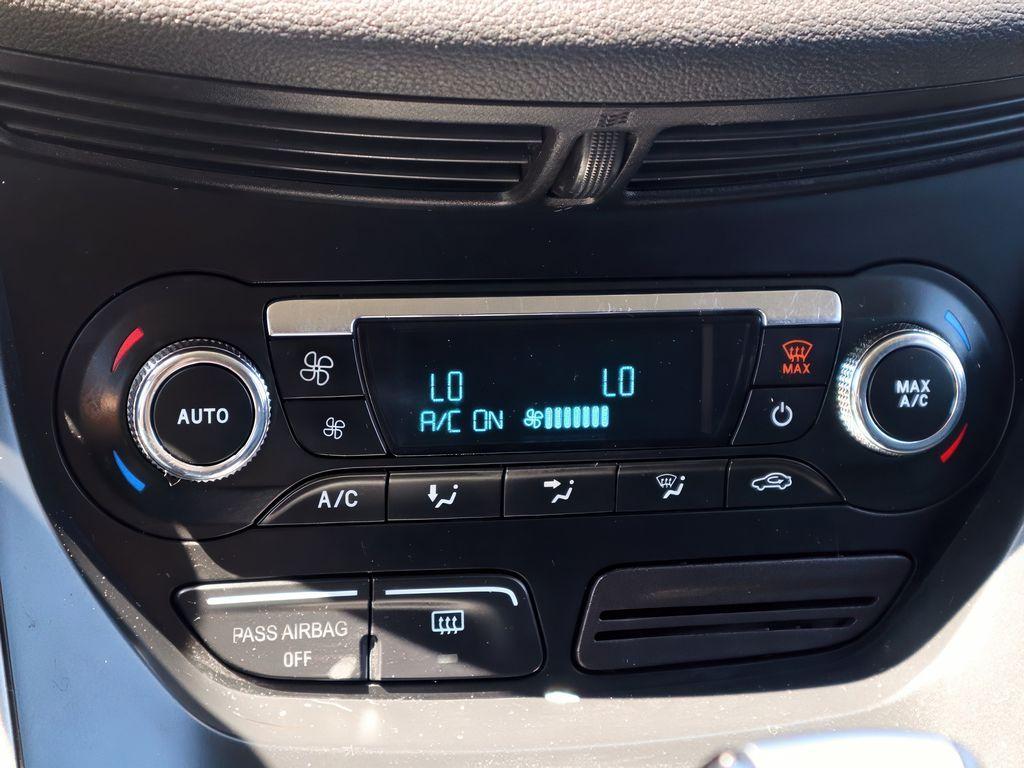 LO LO
A/C ON
AUTO
MAX
MAX
A/C
A/C
PASS AIRBAG
OFF